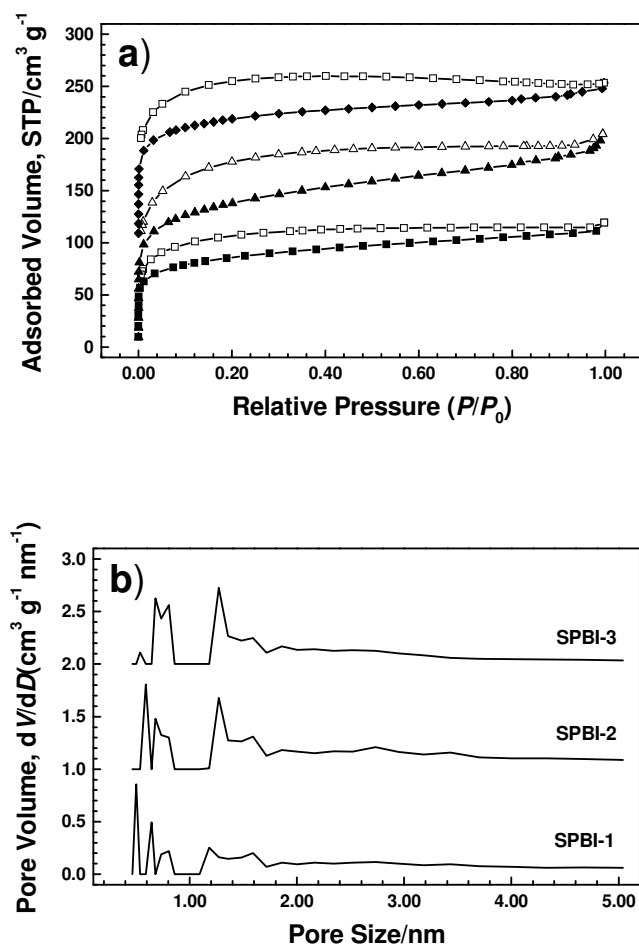 a)
Adsorbed Volume, STP/cm³ g⁻¹
300
250
200
150
100
50
0
0.00 0.20 0.40 0.60 0.80 1.00
Relative Pressure (P/P₀)
b)
Pore Volume, dV/dD(cm³ g⁻¹ nm⁻¹)
3.0
2.5
2.0
1.5
1.0
0.5
0.0
SPBI-3
SPBI-2
SPBI-1
1.00 2.00 3.00 4.00 5.00
Pore Size/nm